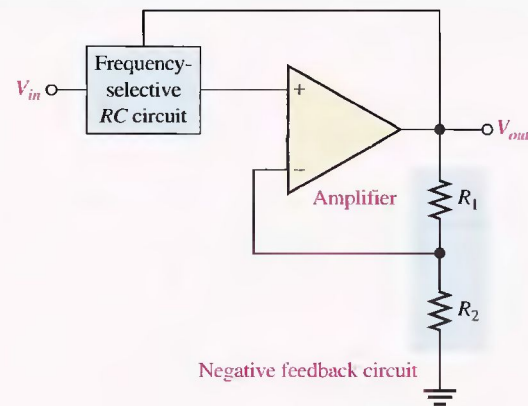 Frequency-
selective
RC circuit
V_in
+
−
V_out
Amplifier
R_1
R_2
Negative feedback circuit